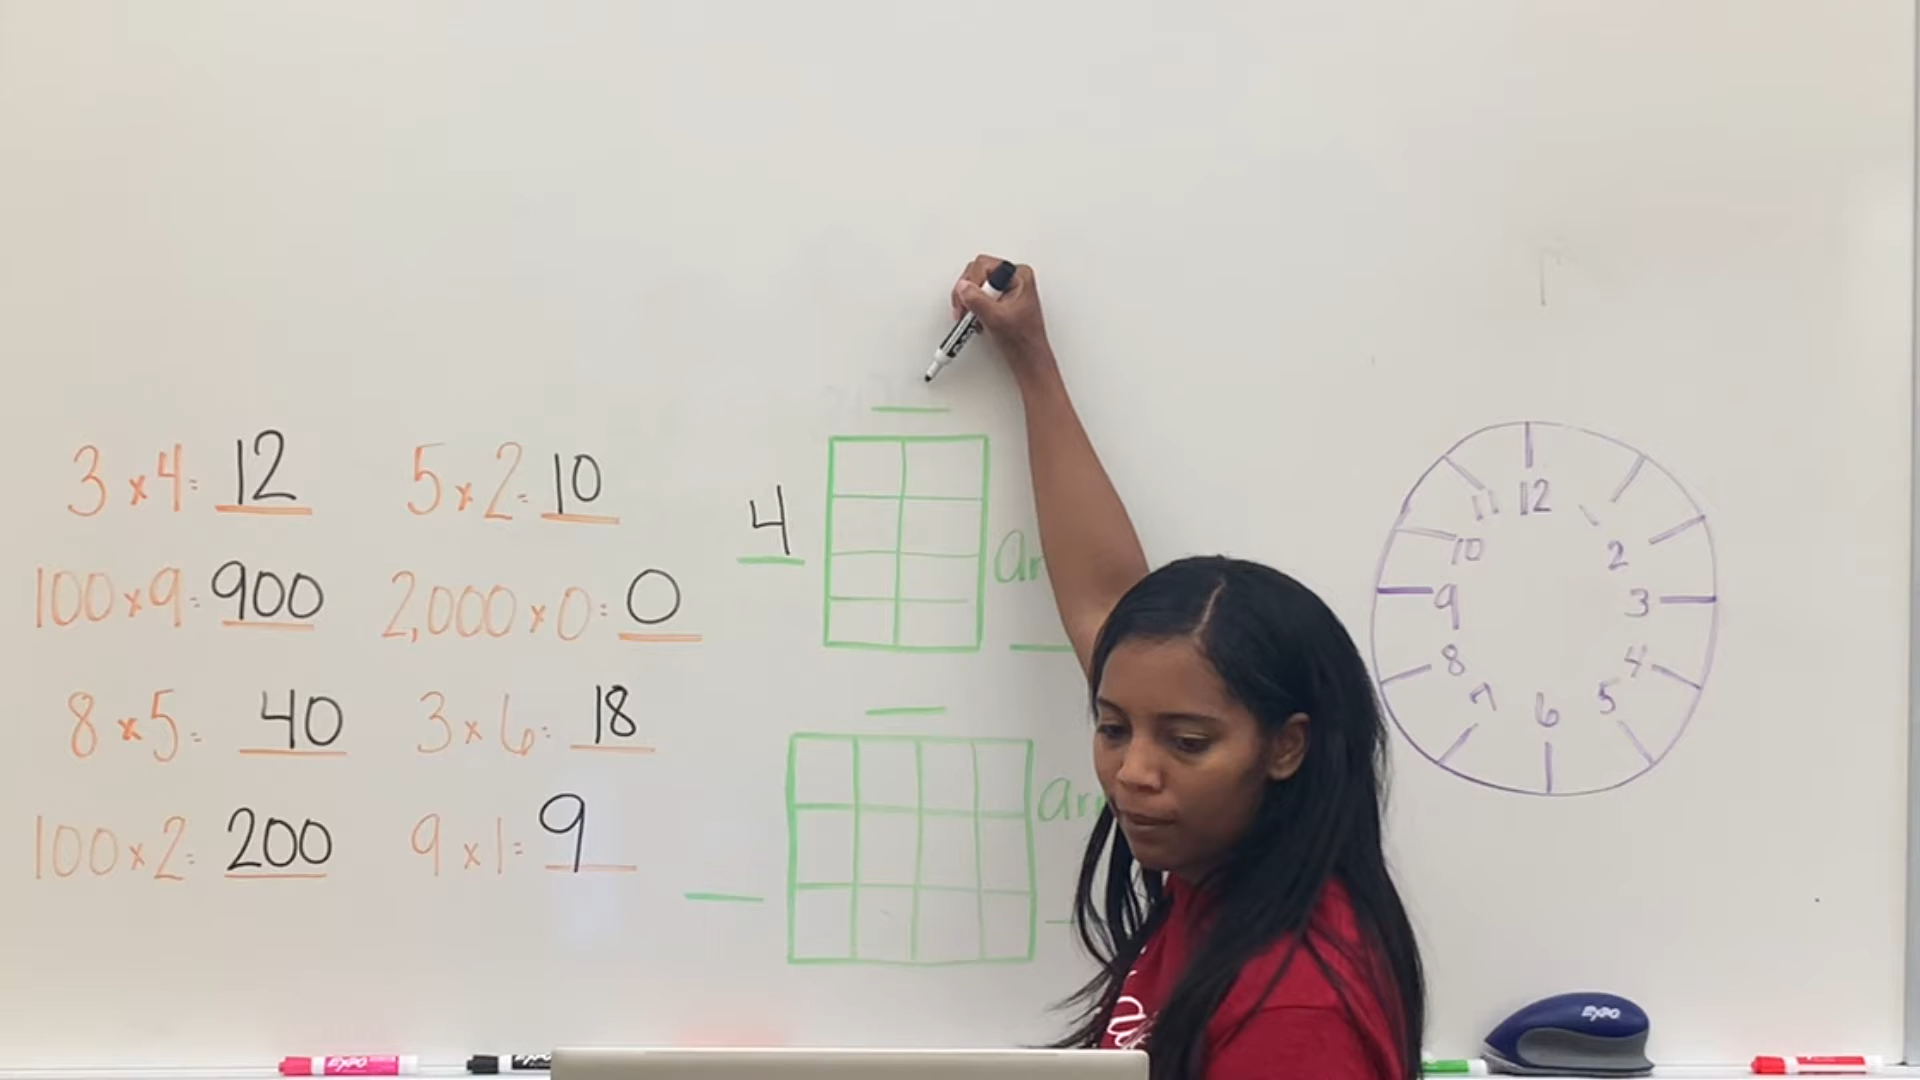 3 x 4 = 12
5 x 2 = 10
100 x 9 = 900
2,000 x 0 = 0
8 x 5 = 40
3 x 6 = 18
100 x 2 = 200
9 x 1 = 9
4
12
1
2
3
4
5
6
7
8
9
10
11
EXPO
EXPO